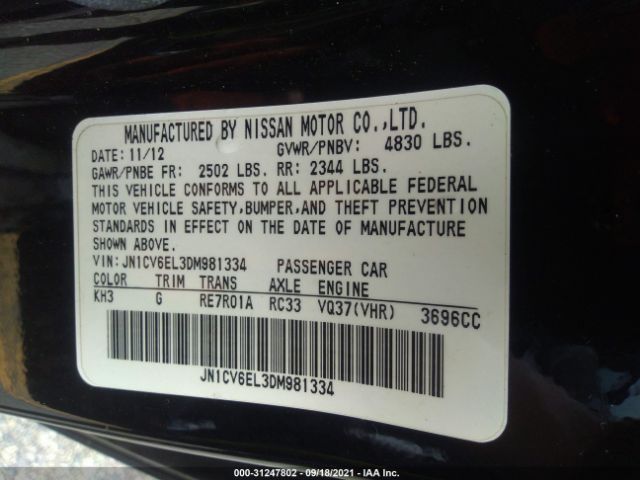 MANUFACTURED BY NISSAN MOTOR CO.,LTD.
DATE: 11/12 GVWR/PNBV: 4830 LBS.
GAWR/PNBE FR: 2502 LBS. RR: 2344 LBS.
THIS VEHICLE CONFORMS TO ALL APPLICABLE FEDERAL
MOTOR VEHICLE SAFETY,BUMPER,AND THEFT PREVENTION
STANDARDS IN EFFECT ON THE DATE OF MANUFACTURE
SHOWN ABOVE.
VIN:JN1CV6EL3DM981334 PASSENGER CAR
COLOR TRIM TRANS AXLE ENGINE
KH3 G RE7R01A RC33 VQ37(VHR) 3696CC
JN1CV6EL3DM981334
000-31247802 - 09/18/2021 - IAA Inc.